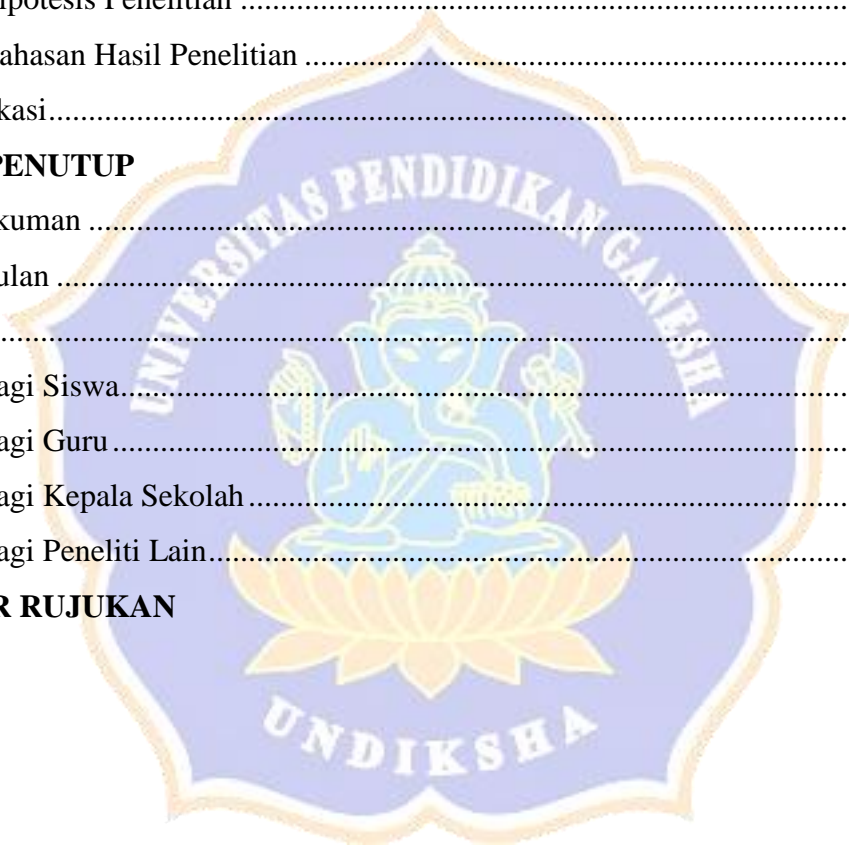 ipotesis Penelitian ................................................................................
ahasan Hasil Penelitian ........................................................................
kasi........................................................................................................
PENUTUP
kuman ...................................................................................................
ulan .......................................................................................................
..............................................................................................................
agi Siswa...............................................................................................
agi Guru ................................................................................................
agi Kepala Sekolah ...............................................................................
agi Peneliti Lain....................................................................................
R RUJUKAN
UNIVERSITAS PENDIDIKAN GANESHA
UNDIKSHA